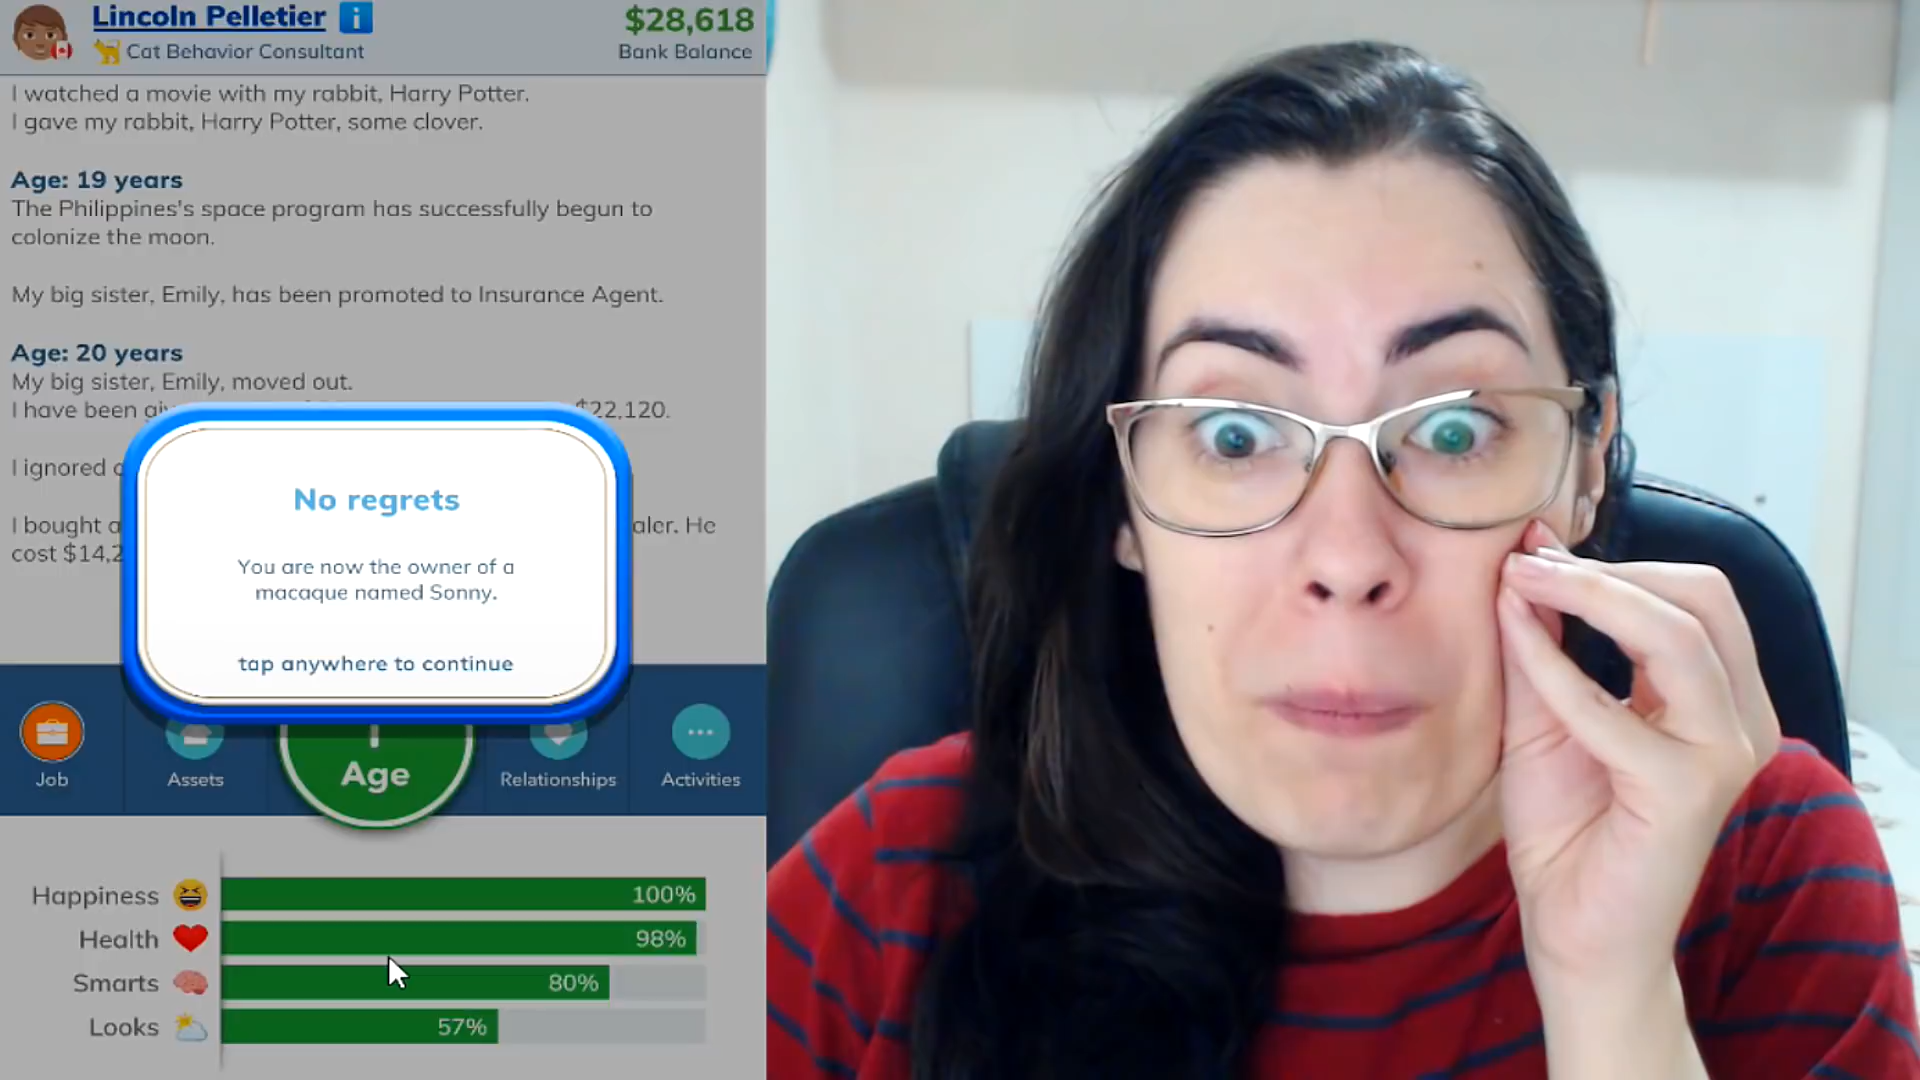 Lincoln Pelletier
$28,618
Cat Behavior Consultant
Bank Balance
I watched a movie with my rabbit, Harry Potter.
I gave my rabbit, Harry Potter, some clover.
Age: 19 years
The Philippines's space program has successfully begun to
colonize the moon.
My big sister, Emily, has been promoted to Insurance Agent.
Age: 20 years
My big sister, Emily, moved out.
I have been $22,120.
I ignored
I bought He
cost
No regrets
You are now the owner of a
macaque named Sonny.
tap anywhere to continue
Job
Assets
Age
Relationships
Activities
Happiness 100%
Health 98%
Smarts 80%
Looks 57%